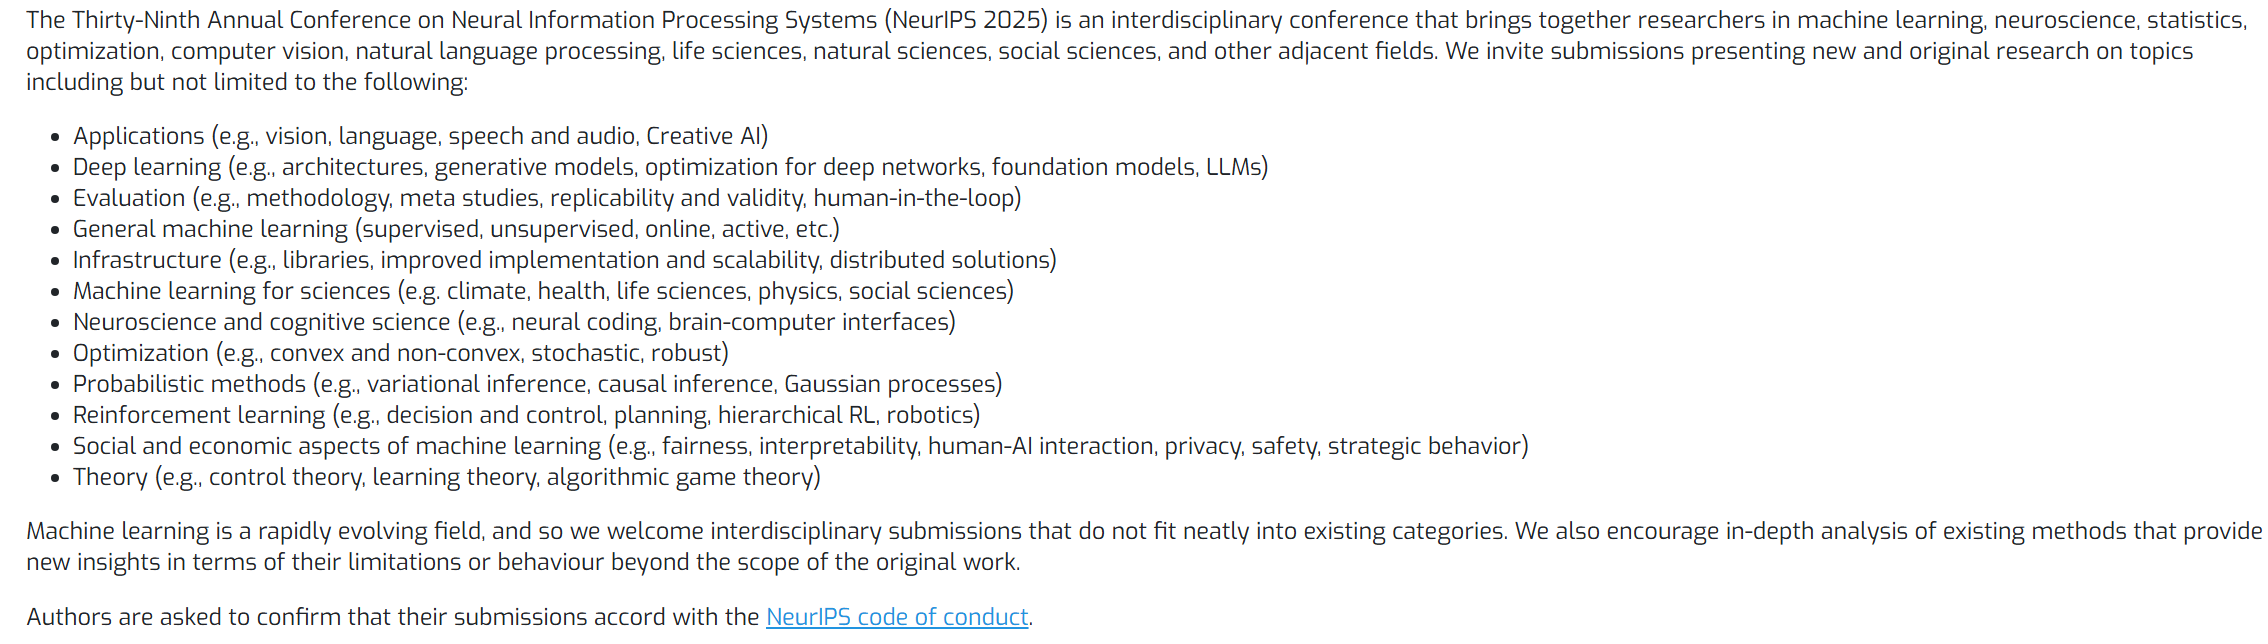 The Thirty-Ninth Annual Conference on Neural Information Processing Systems (NeurIPS 2025) is an interdisciplinary conference that brings together researchers in machine learning, neuroscience, statistics,
optimization, computer vision, natural language processing, life sciences, natural sciences, social sciences, and other adjacent fields. We invite submissions presenting new and original research on topics
including but not limited to the following:
• Applications (e.g., vision, language, speech and audio, Creative AI)
• Deep learning (e.g., architectures, generative models, optimization for deep networks, foundation models, LLMs)
• Evaluation (e.g., methodology, meta studies, replicability and validity, human-in-the-loop)
• General machine learning (supervised, unsupervised, online, active, etc.)
• Infrastructure (e.g., libraries, improved implementation and scalability, distributed solutions)
• Machine learning for sciences (e.g. climate, health, life sciences, physics, social sciences)
• Neuroscience and cognitive science (e.g., neural coding, brain-computer interfaces)
• Optimization (e.g., convex and non-convex, stochastic, robust)
• Probabilistic methods (e.g., variational inference, causal inference, Gaussian processes)
• Reinforcement learning (e.g., decision and control, planning, hierarchical RL, robotics)
• Social and economic aspects of machine learning (e.g., fairness, interpretability, human-AI interaction, privacy, safety, strategic behavior)
• Theory (e.g., control theory, learning theory, algorithmic game theory)
Machine learning is a rapidly evolving field, and so we welcome interdisciplinary submissions that do not fit neatly into existing categories. We also encourage in-depth analysis of existing methods that provide
new insights in terms of their limitations or behaviour beyond the scope of the original work.
Authors are asked to confirm that their submissions accord with the NeurIPS code of conduct.